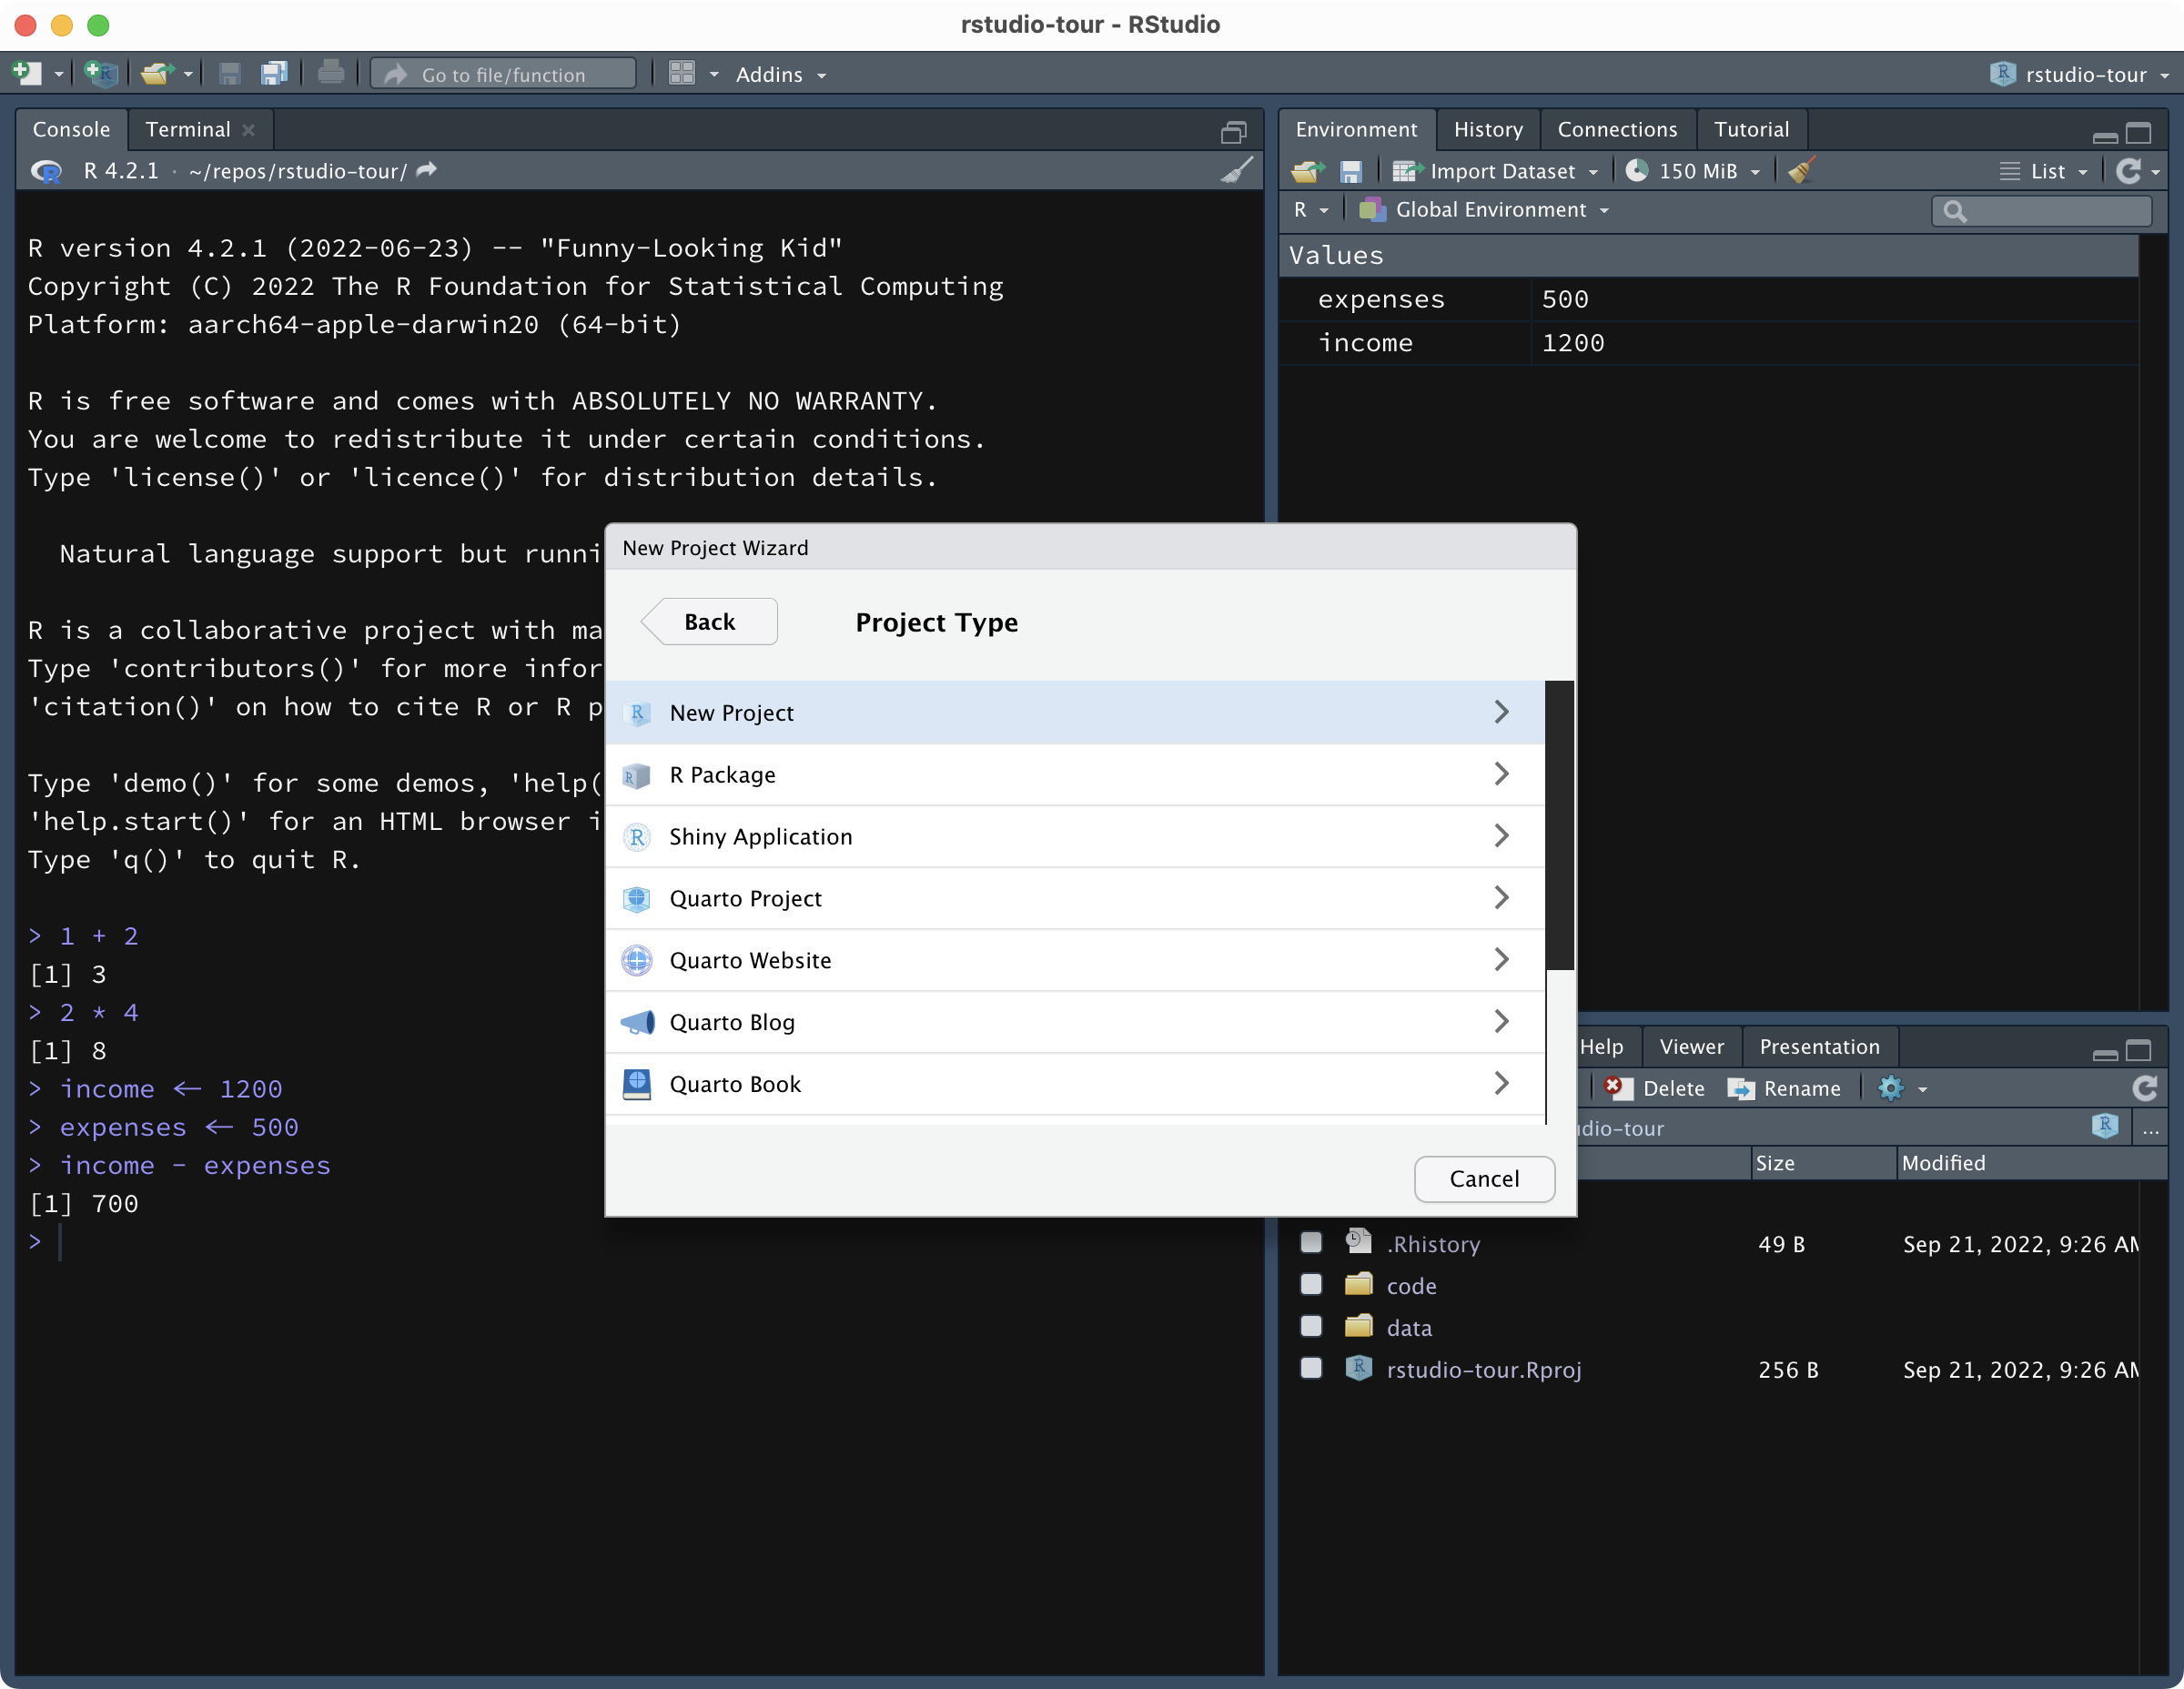 rstudio-tour - RStudio
Go to file/function
Addins
rstudio-tour
Console
Terminal
R 4.2.1 · ~/repos/rstudio-tour/
R version 4.2.1 (2022-06-23) -- "Funny-Looking Kid"
Copyright (C) 2022 The R Foundation for Statistical Computing
Platform: aarch64-apple-darwin20 (64-bit)
R is free software and comes with ABSOLUTELY NO WARRANTY.
You are welcome to redistribute it under certain conditions.
Type 'license()' or 'licence()' for distribution details.
Natural language support but runni
R is a collaborative project with ma
Type 'contributors()' for more infor
'citation()' on how to cite R or R p
Type 'demo()' for some demos, 'help(
'help.start()' for an HTML browser i
Type 'q()' to quit R.
> 1 + 2
[1] 3
> 2 * 4
[1] 8
> income <- 1200
> expenses <- 500
> income - expenses
[1] 700
>
New Project Wizard
Back
Project Type
New Project
R Package
Shiny Application
Quarto Project
Quarto Website
Quarto Blog
Quarto Book
Cancel
Environment
History
Connections
Tutorial
Import Dataset
150 MiB
List
R
Global Environment
Values
expenses 500
income 1200
Help
Viewer
Presentation
Delete
Rename
dio-tour
...
Size
Modified
.Rhistory 49 B Sep 21, 2022, 9:26 AM
code
data
rstudio-tour.Rproj 256 B Sep 21, 2022, 9:26 AM